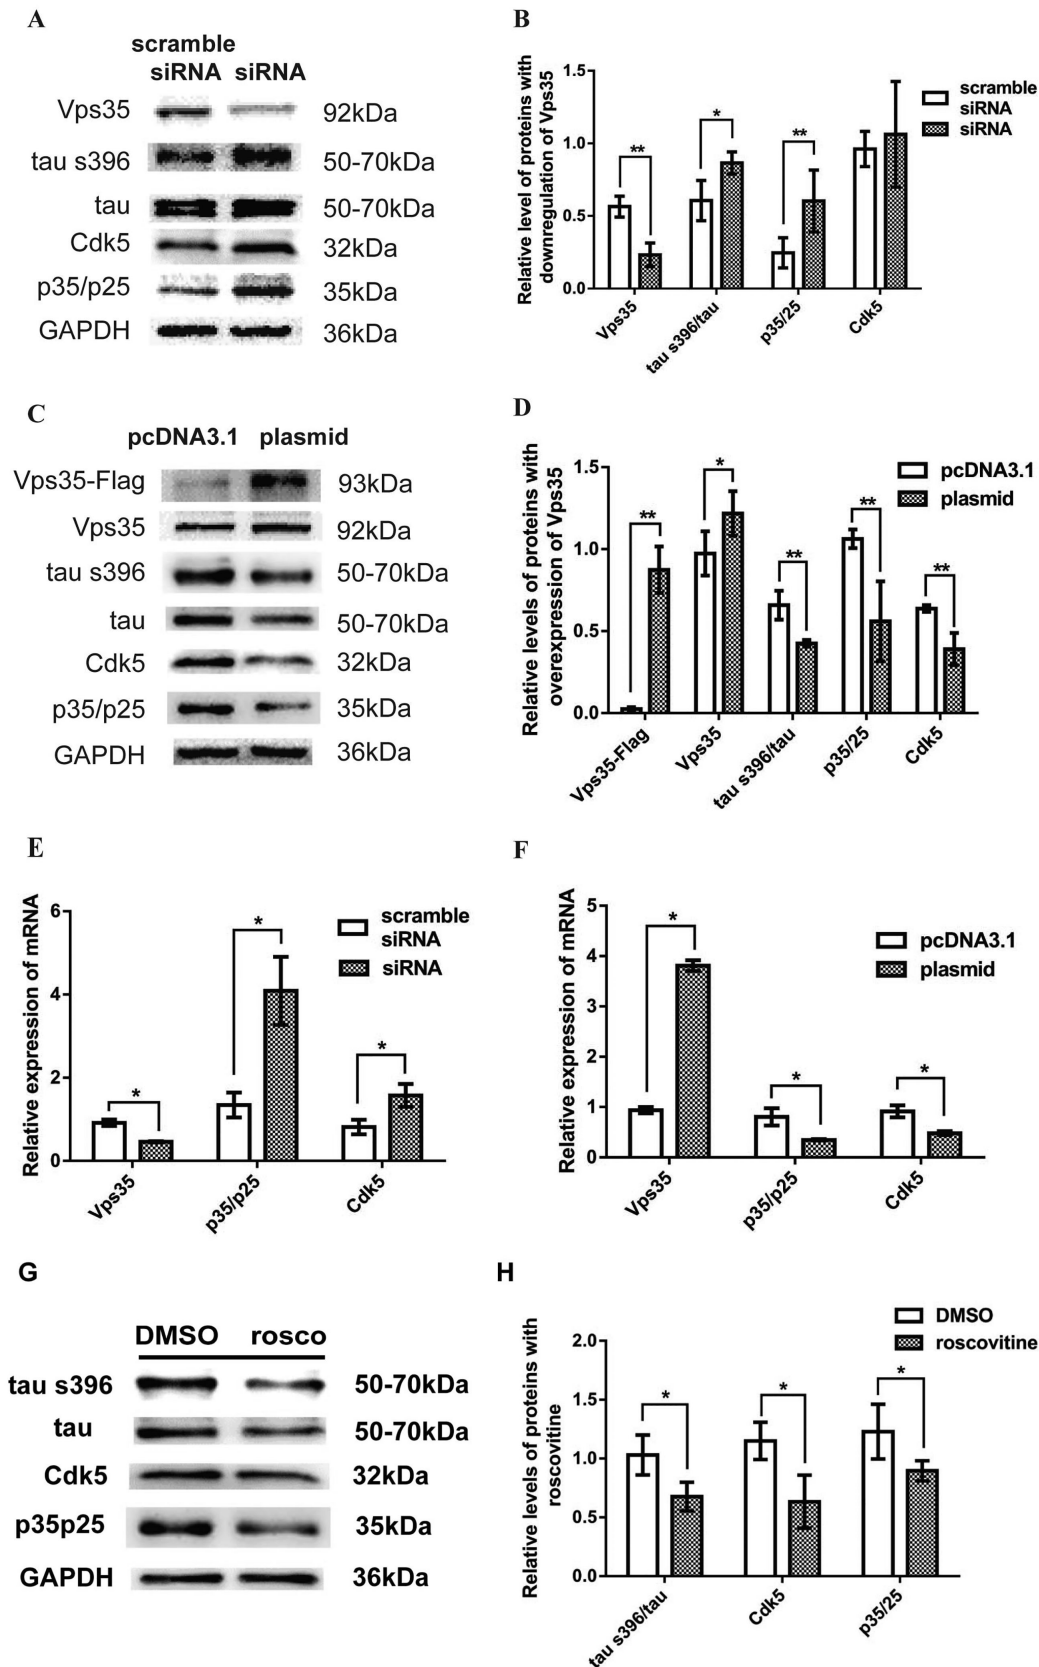 A
scramble
siRNA siRNA
Vps35 92kDa
tau s396 50-70kDa
tau 50-70kDa
Cdk5 32kDa
p35/p25 35kDa
GAPDH 36kDa
B
Relative level of proteins with
downregulation of Vps35
1.5
1.0
0.5
0.0
** * **
scramble
siRNA
siRNA
Vps35 tau s396/tau p35/25 Cdk5
C
pcDNA3.1 plasmid
Vps35-Flag 93kDa
Vps35 92kDa
tau s396 50-70kDa
tau 50-70kDa
Cdk5 32kDa
p35/p25 35kDa
GAPDH 36kDa
D
Relative levels of proteins with
overexpression of Vps35
1.5
1.0
0.5
0.0
** * ** ** **
pcDNA3.1
plasmid
Vps35-Flag Vps35 tau s396/tau p35/25 Cdk5
E
Relative expression of mRNA
6
4
2
0
* * *
scramble
siRNA
siRNA
Vps35 p35/p25 Cdk5
F
Relative expression of mRNA
5
4
3
2
1
0
* * *
pcDNA3.1
plasmid
Vps35 p35/p25 Cdk5
G
DMSO rosco
tau s396 50-70kDa
tau 50-70kDa
Cdk5 32kDa
p35p25 35kDa
GAPDH 36kDa
H
Relative levels of proteins with
roscovitine
2.0
1.5
1.0
0.5
0.0
* * *
DMSO
roscovitine
tau s396/tau Cdk5 p35/25